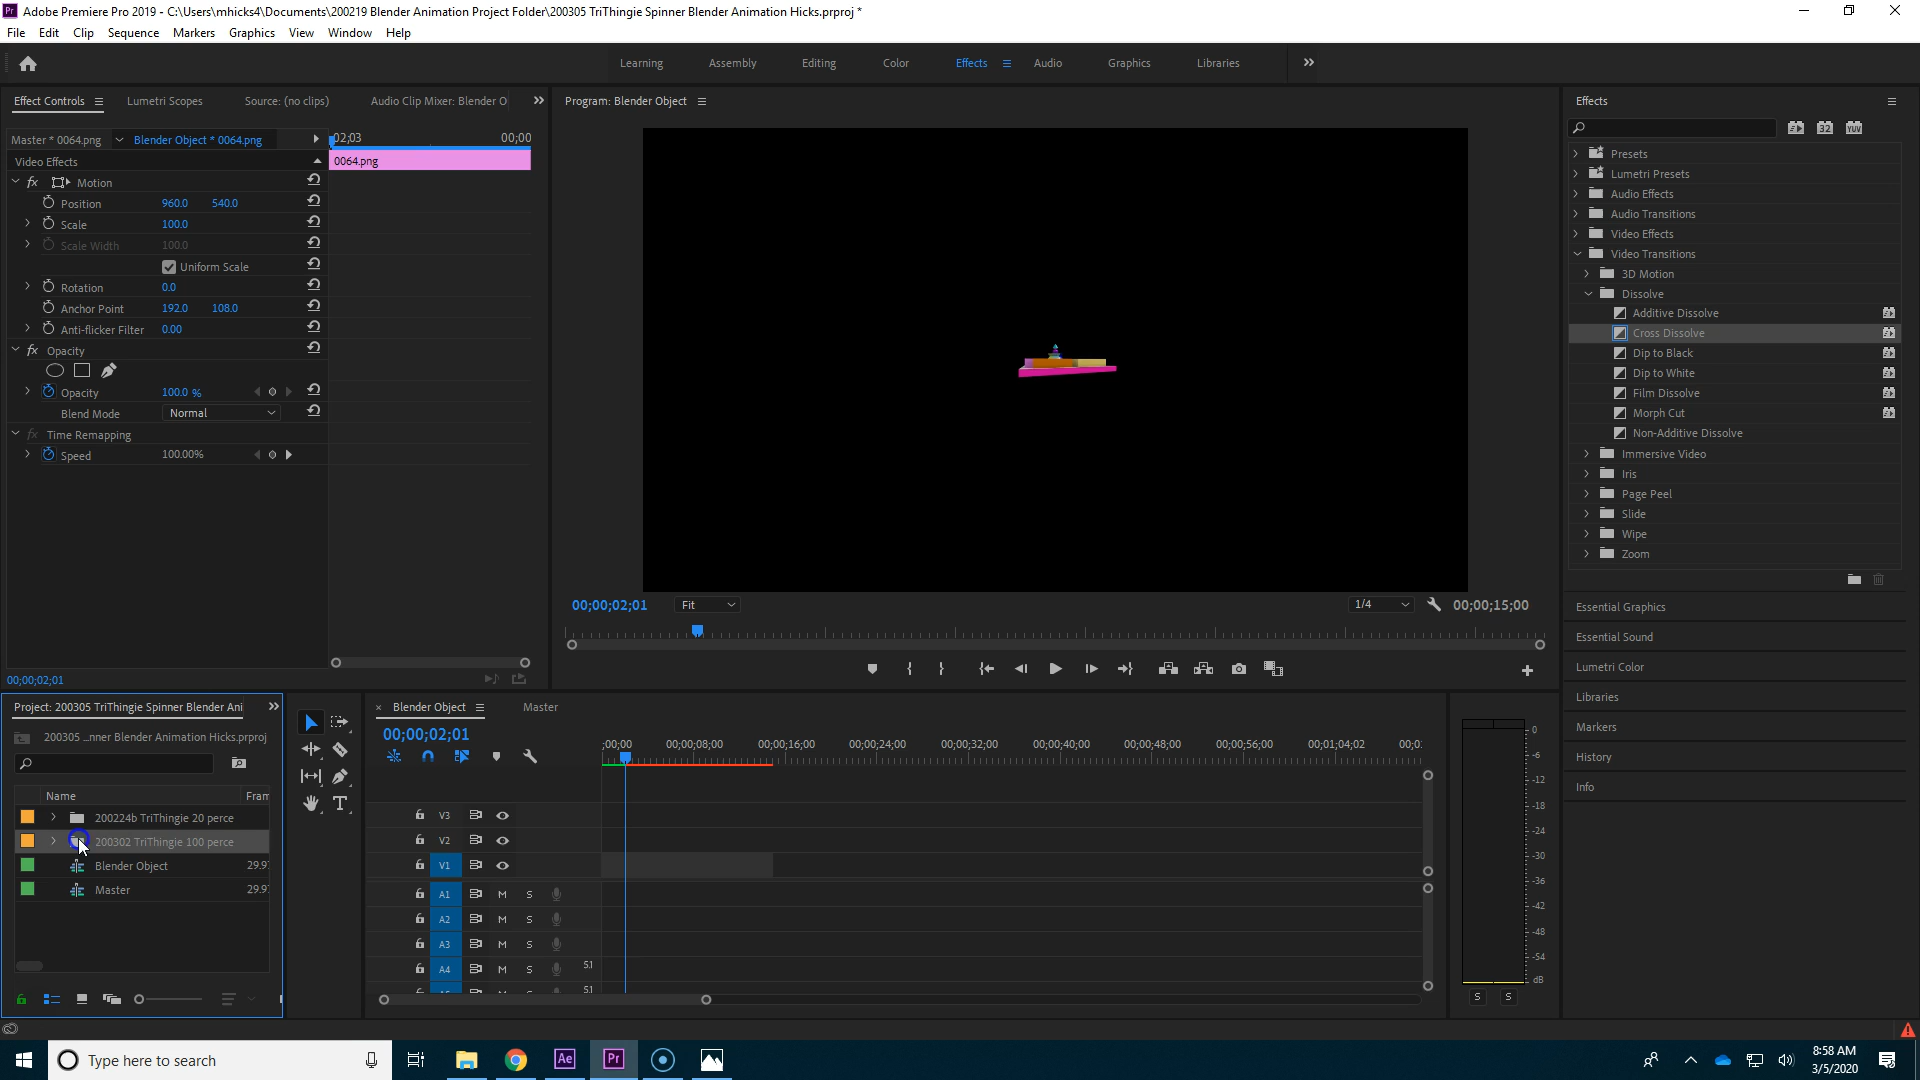 Adobe Premiere Pro 2019 - C:\Users\mhicks4\Documents\200219 Blender Animation Project Folder\200305 TriThingie Spinner Blender Animation Hicks.prproj *
File Edit Clip Sequence Markers Graphics View Window Help
Learning Assembly Editing Color Effects Audio Graphics Libraries
Effect Controls Lumetri Scopes Source: (no clips) Audio Clip Mixer: Blender O
Program: Blender Object
Effects
Master * 0064.png Blender Object * 0064.png 02;03 00;00
Video Effects 0064.png
Motion
Position 960.0 540.0
Scale 100.0
Scale Width 100.0
Uniform Scale
Rotation 0.0
Anchor Point 192.0 108.0
Anti-flicker Filter 0.00
Opacity
Opacity 100.0 %
Blend Mode Normal
Time Remapping
Speed 100.00%
00;00;02;01
00;00;02;01 Fit 1/4 00;00;15;00
32 YUV
Presets
Lumetri Presets
Audio Effects
Audio Transitions
Video Effects
Video Transitions
3D Motion
Dissolve
Additive Dissolve
Cross Dissolve
Dip to Black
Dip to White
Film Dissolve
Morph Cut
Non-Additive Dissolve
Immersive Video
Iris
Page Peel
Slide
Wipe
Zoom
Essential Graphics
Essential Sound
Lumetri Color
Libraries
Markers
History
Info
Project: 200305 TriThingie Spinner Blender Ani
200305 _nner Blender Animation Hicks.prproj
Name Fram
200224b TriThingie 20 perce
200302 TriThingie 100 perce
Blender Object 29.97
Master 29.97
Blender Object Master
00;00;02;01
;00;00 00;00;08;00 00;00;16;00 00;00;24;00 00;00;32;00 00;00;40;00 00;00;48;00 00;00;56;00 00;01;04;02 00;01
V3
V2
V1
A1 M S
A2 M S
A3 M S
A4 M S 5.1
5.1
0
-6
-12
-18
-24
-30
-36
-42
-48
-54
dB
S S
Type here to search
Ae Pr
8:58 AM
3/5/2020